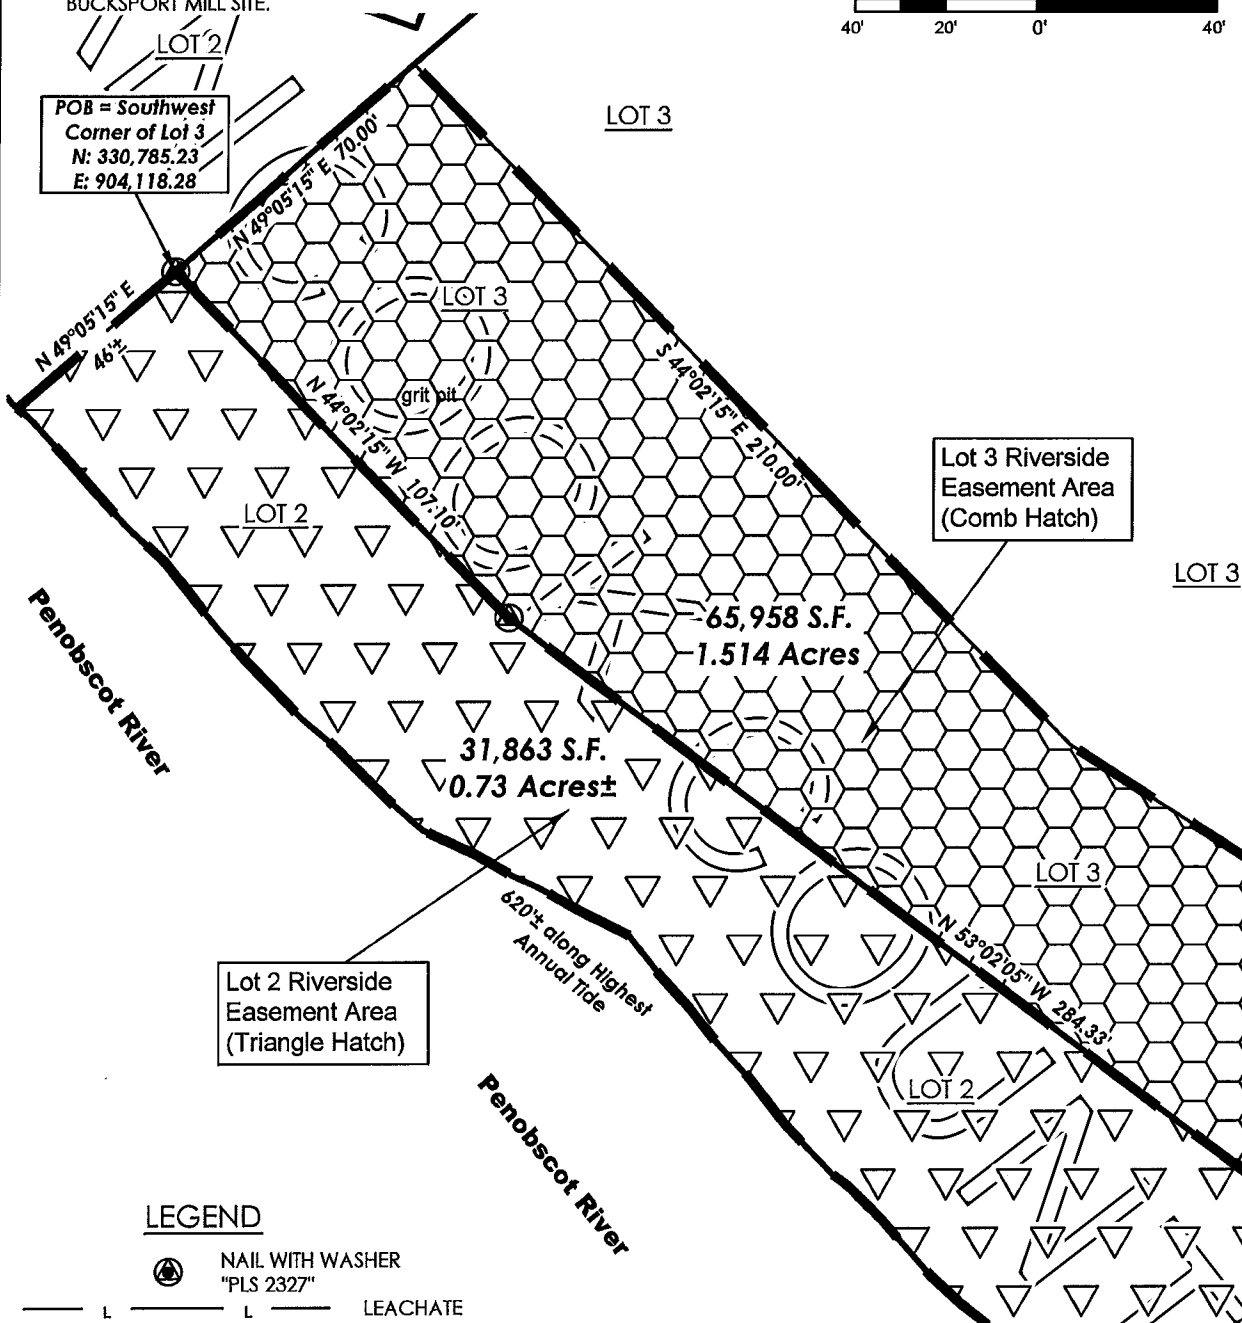 BUCKSPORT MILL SITE.
LOT 2
POB = Southwest
Corner of Lot 3
N: 330,785.23
E: 904,118.28
40' 20' 0' 40'
LOT 3
N 49°05'15" E 70.00'
N 49°05'15" E
46'±
LOT 3
grit pit
N 44°02'15" W 107.10'
S 44°02'15" E 210.00'
Lot 3 Riverside
Easement Area
(Comb Hatch)
LOT 2
LOT 3
65,958 S.F.
1.514 Acres
Penobscot River
31,863 S.F.
0.73 Acres±
LOT 3
620'± along Highest
Annual Tide
N 53°02'05" W 284.33'
Lot 2 Riverside
Easement Area
(Triangle Hatch)
LOT 2
Penobscot River
LEGEND
NAIL WITH WASHER
"PLS 2327"
L L LEACHATE